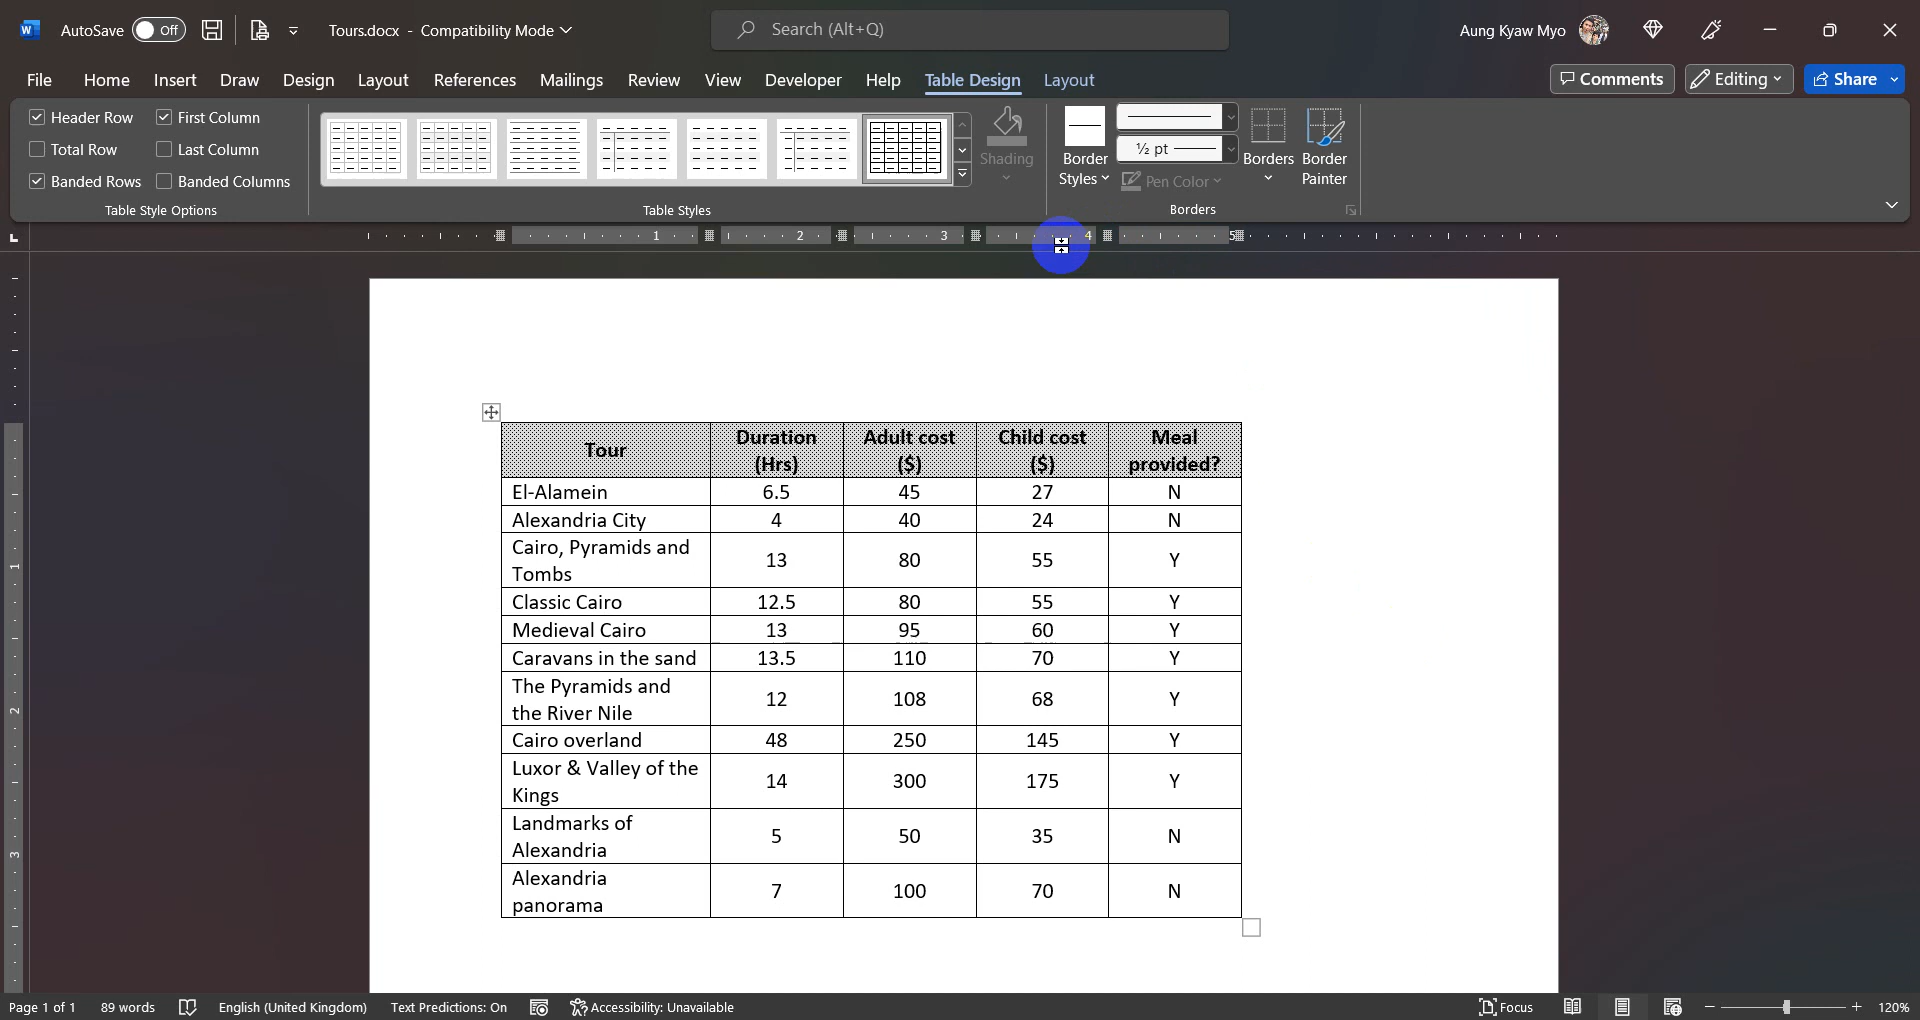 W AutoSave Off Tours.docx - Compatibility Mode Search (Alt+Q) Aung Kyaw Myo
File Home Insert Draw Design Layout References Mailings Review View Developer Help Table Design Layout Comments Editing Share
Header Row First Column
Total Row Last Column
Banded Rows Banded Columns
Table Style Options
Table Styles
Shading
Border Styles
½ pt
Pen Color
Borders
Border Painter
Borders
L 1 2 3 4 5
Tour Duration (Hrs) Adult cost ($) Child cost ($) Meal provided?
El-Alamein 6.5 45 27 N
Alexandria City 4 40 24 N
Cairo, Pyramids and Tombs 13 80 55 Y
Classic Cairo 12.5 80 55 Y
Medieval Cairo 13 95 60 Y
Caravans in the sand 13.5 110 70 Y
The Pyramids and the River Nile 12 108 68 Y
Cairo overland 48 250 145 Y
Luxor & Valley of the Kings 14 300 175 Y
Landmarks of Alexandria 5 50 35 N
Alexandria panorama 7 100 70 N
1
2
3
Page 1 of 1 89 words English (United Kingdom) Text Predictions: On Accessibility: Unavailable Focus 120%